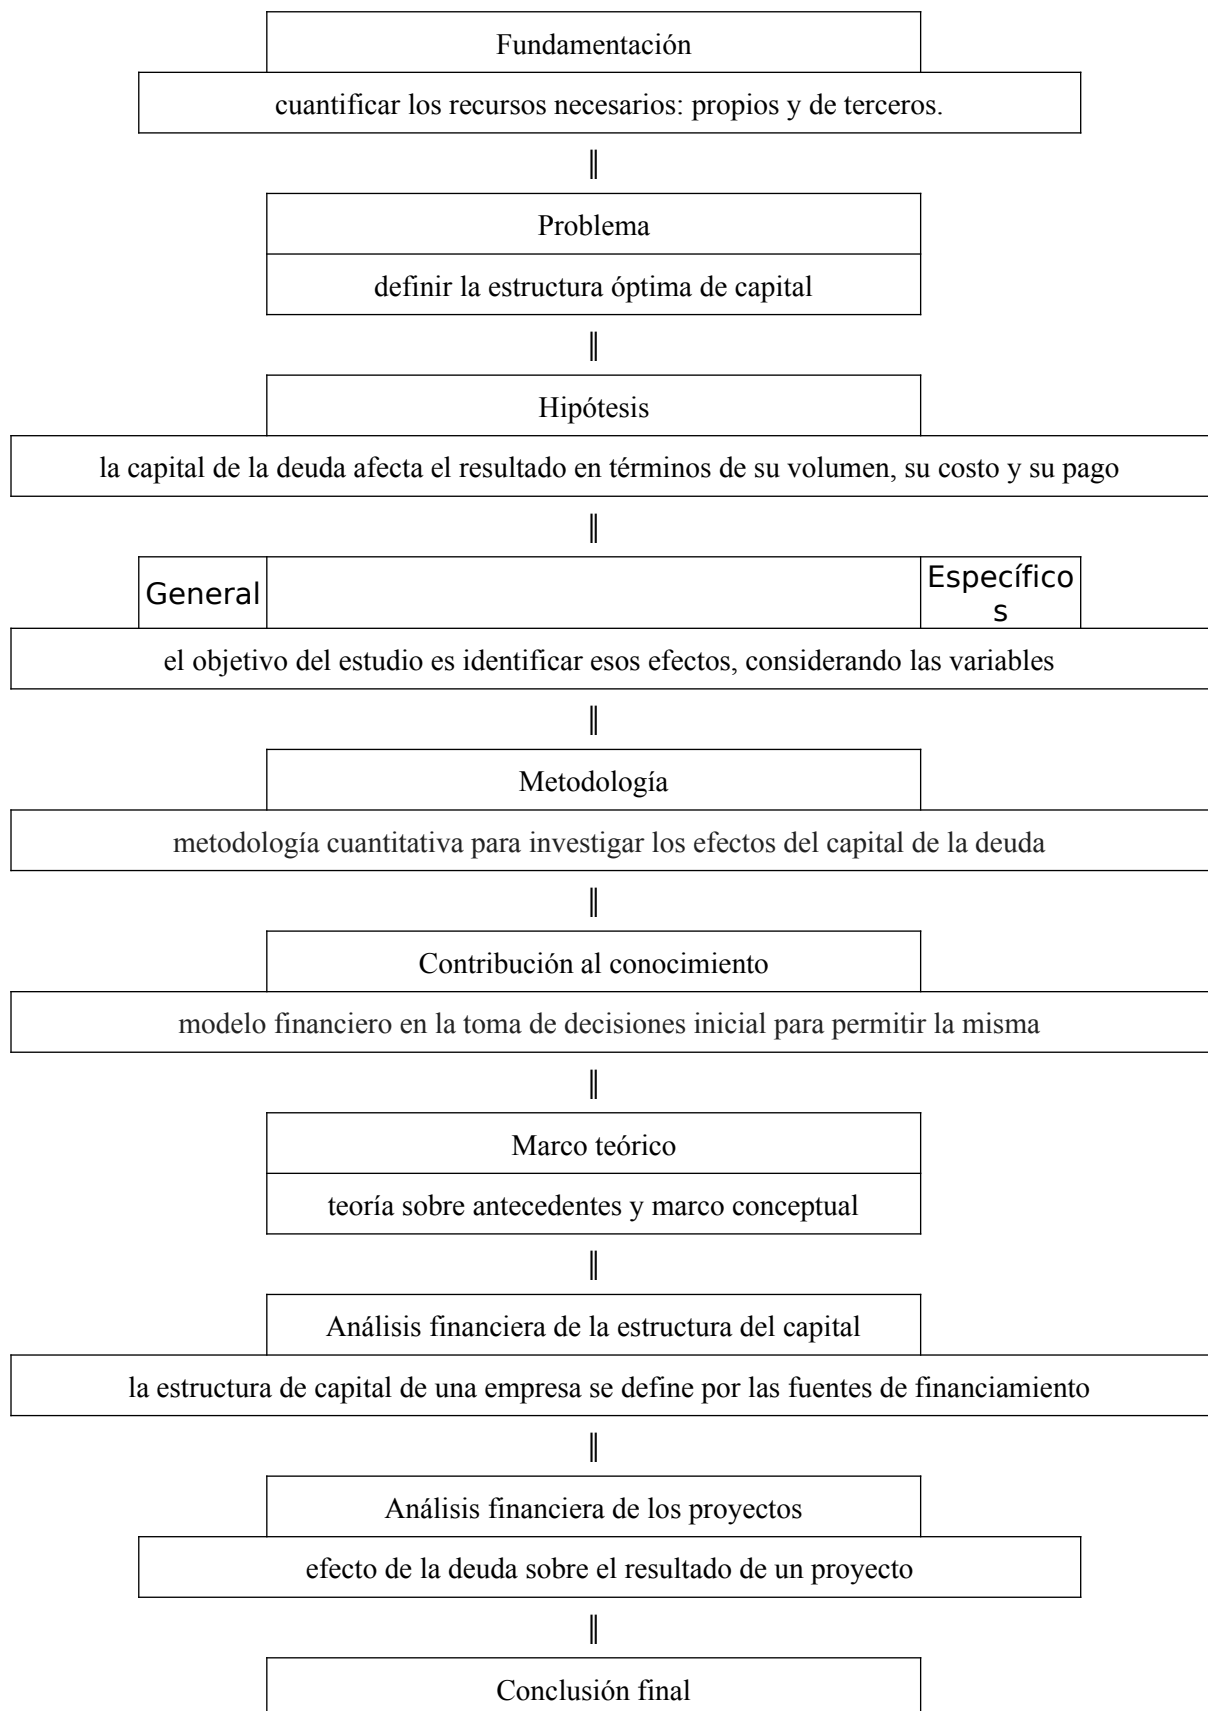 Fundamentación
cuantificar los recursos necesarios: propios y de terceros.
‖
Problema
definir la estructura óptima de capital
‖
Hipótesis
la capital de la deuda afecta el resultado en términos de su volumen, su costo y su pago
‖
General Específico
s
el objetivo del estudio es identificar esos efectos, considerando las variables
‖
Metodología
metodología cuantitativa para investigar los efectos del capital de la deuda
‖
Contribución al conocimiento
modelo financiero en la toma de decisiones inicial para permitir la misma
‖
Marco teórico
teoría sobre antecedentes y marco conceptual
‖
Análisis financiera de la estructura del capital
la estructura de capital de una empresa se define por las fuentes de financiamiento
‖
Análisis financiera de los proyectos
efecto de la deuda sobre el resultado de un proyecto
‖
Conclusión final